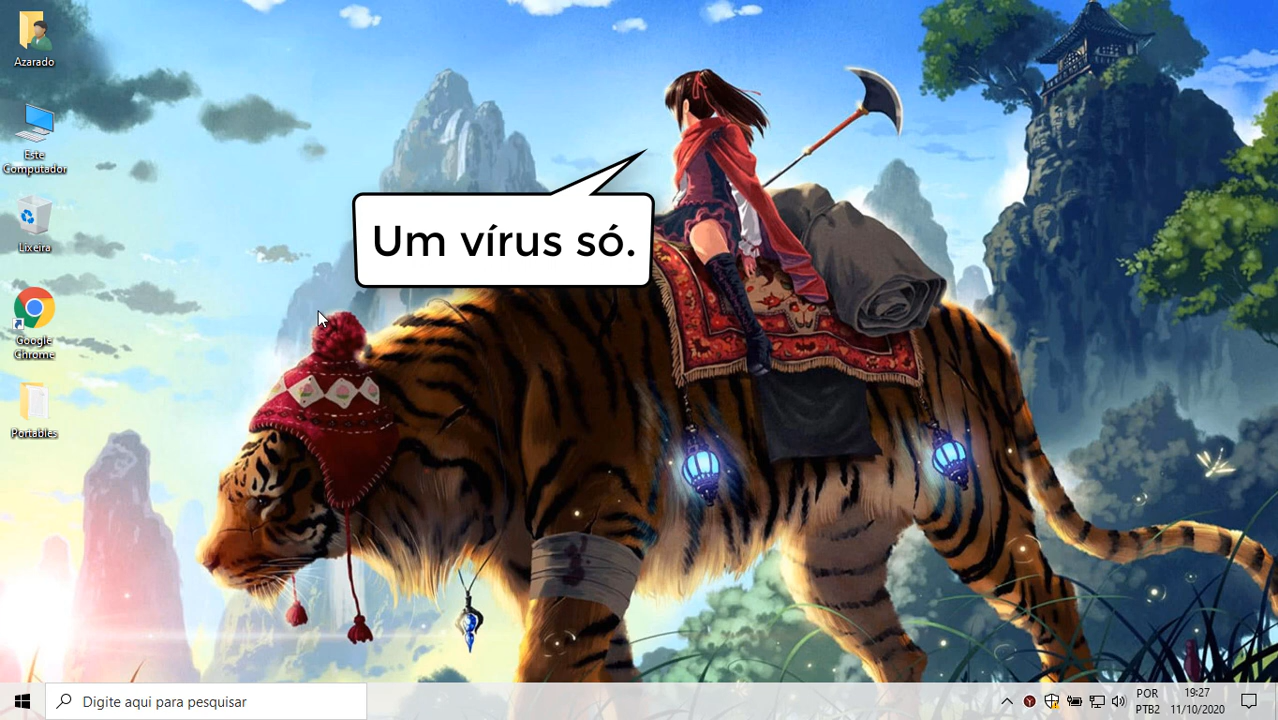 Azarado
Este
Computador
Lixeira
Google
Chrome
Portables
Um vírus só.
Digite aqui para pesquisar
POR
PTB2
19:27
11/10/2020